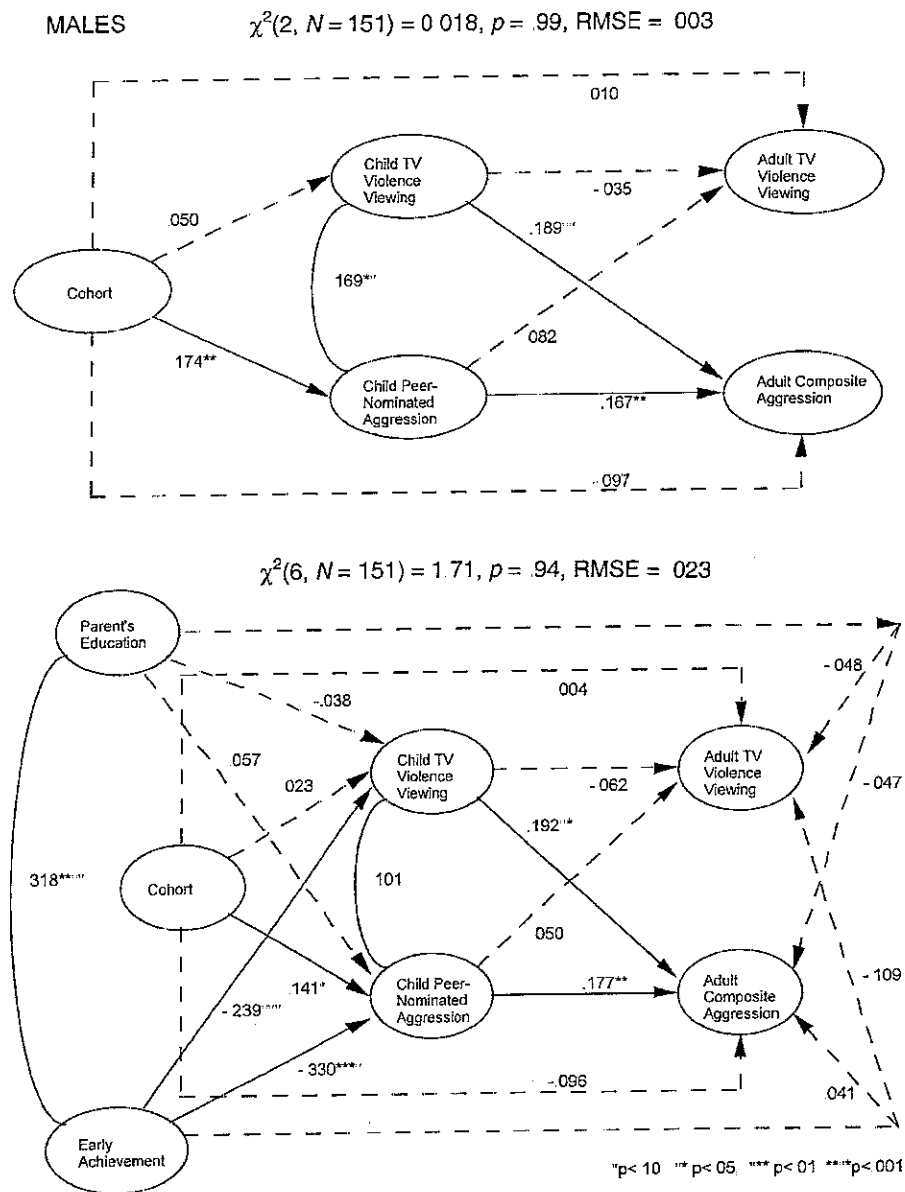 MALES χ²(2, N = 151) = 0 018, p = .99, RMSE = 003
010
Child TV
Violence
Viewing
Adult TV
Violence
Viewing
-035
.050
.189***
Cohort
169**
082
174**
Child Peer-
Nominated
Aggression
.167**
Adult Composite
Aggression
-097
χ²(6, N = 151) = 1.71, p = .94, RMSE = 023
Parent's
Education
-.038
004
-048
.057
023
Child TV
Violence
Viewing
-062
Adult TV
Violence
Viewing
-047
.192**
318****
Cohort
101
050
-109
.141*
-239***
Child Peer-
Nominated
Aggression
.177**
Adult
Composite
Aggression
-330****
-.096
.041
Early
Achievement
*p< 10 **p< 05, ***p< 01 ****p<.001